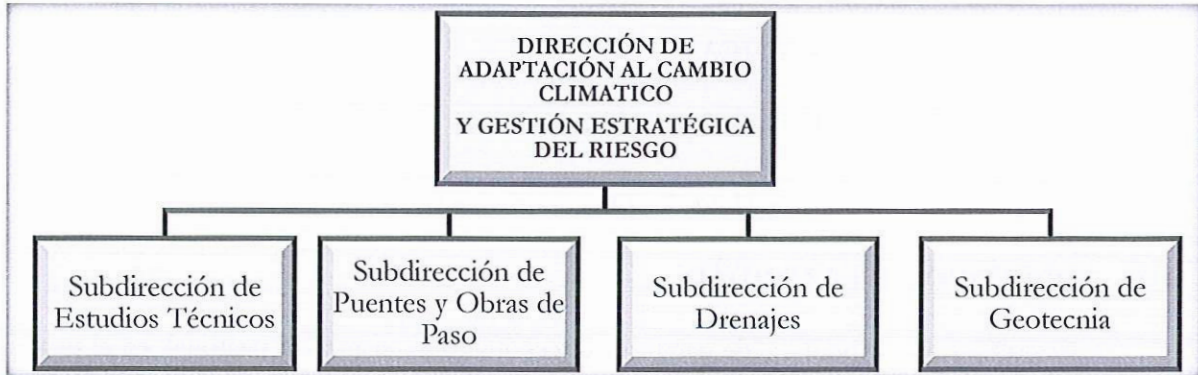 DIRECCIÓN DE
ADAPTACIÓN AL CAMBIO
CLIMATICO
Y GESTIÓN ESTRATÉGICA
DEL RIESGO
Subdirección de
Estudios Técnicos
Subdirección de
Puentes y Obras de
Paso
Subdirección de
Drenajes
Subdirección de
Geotecnia